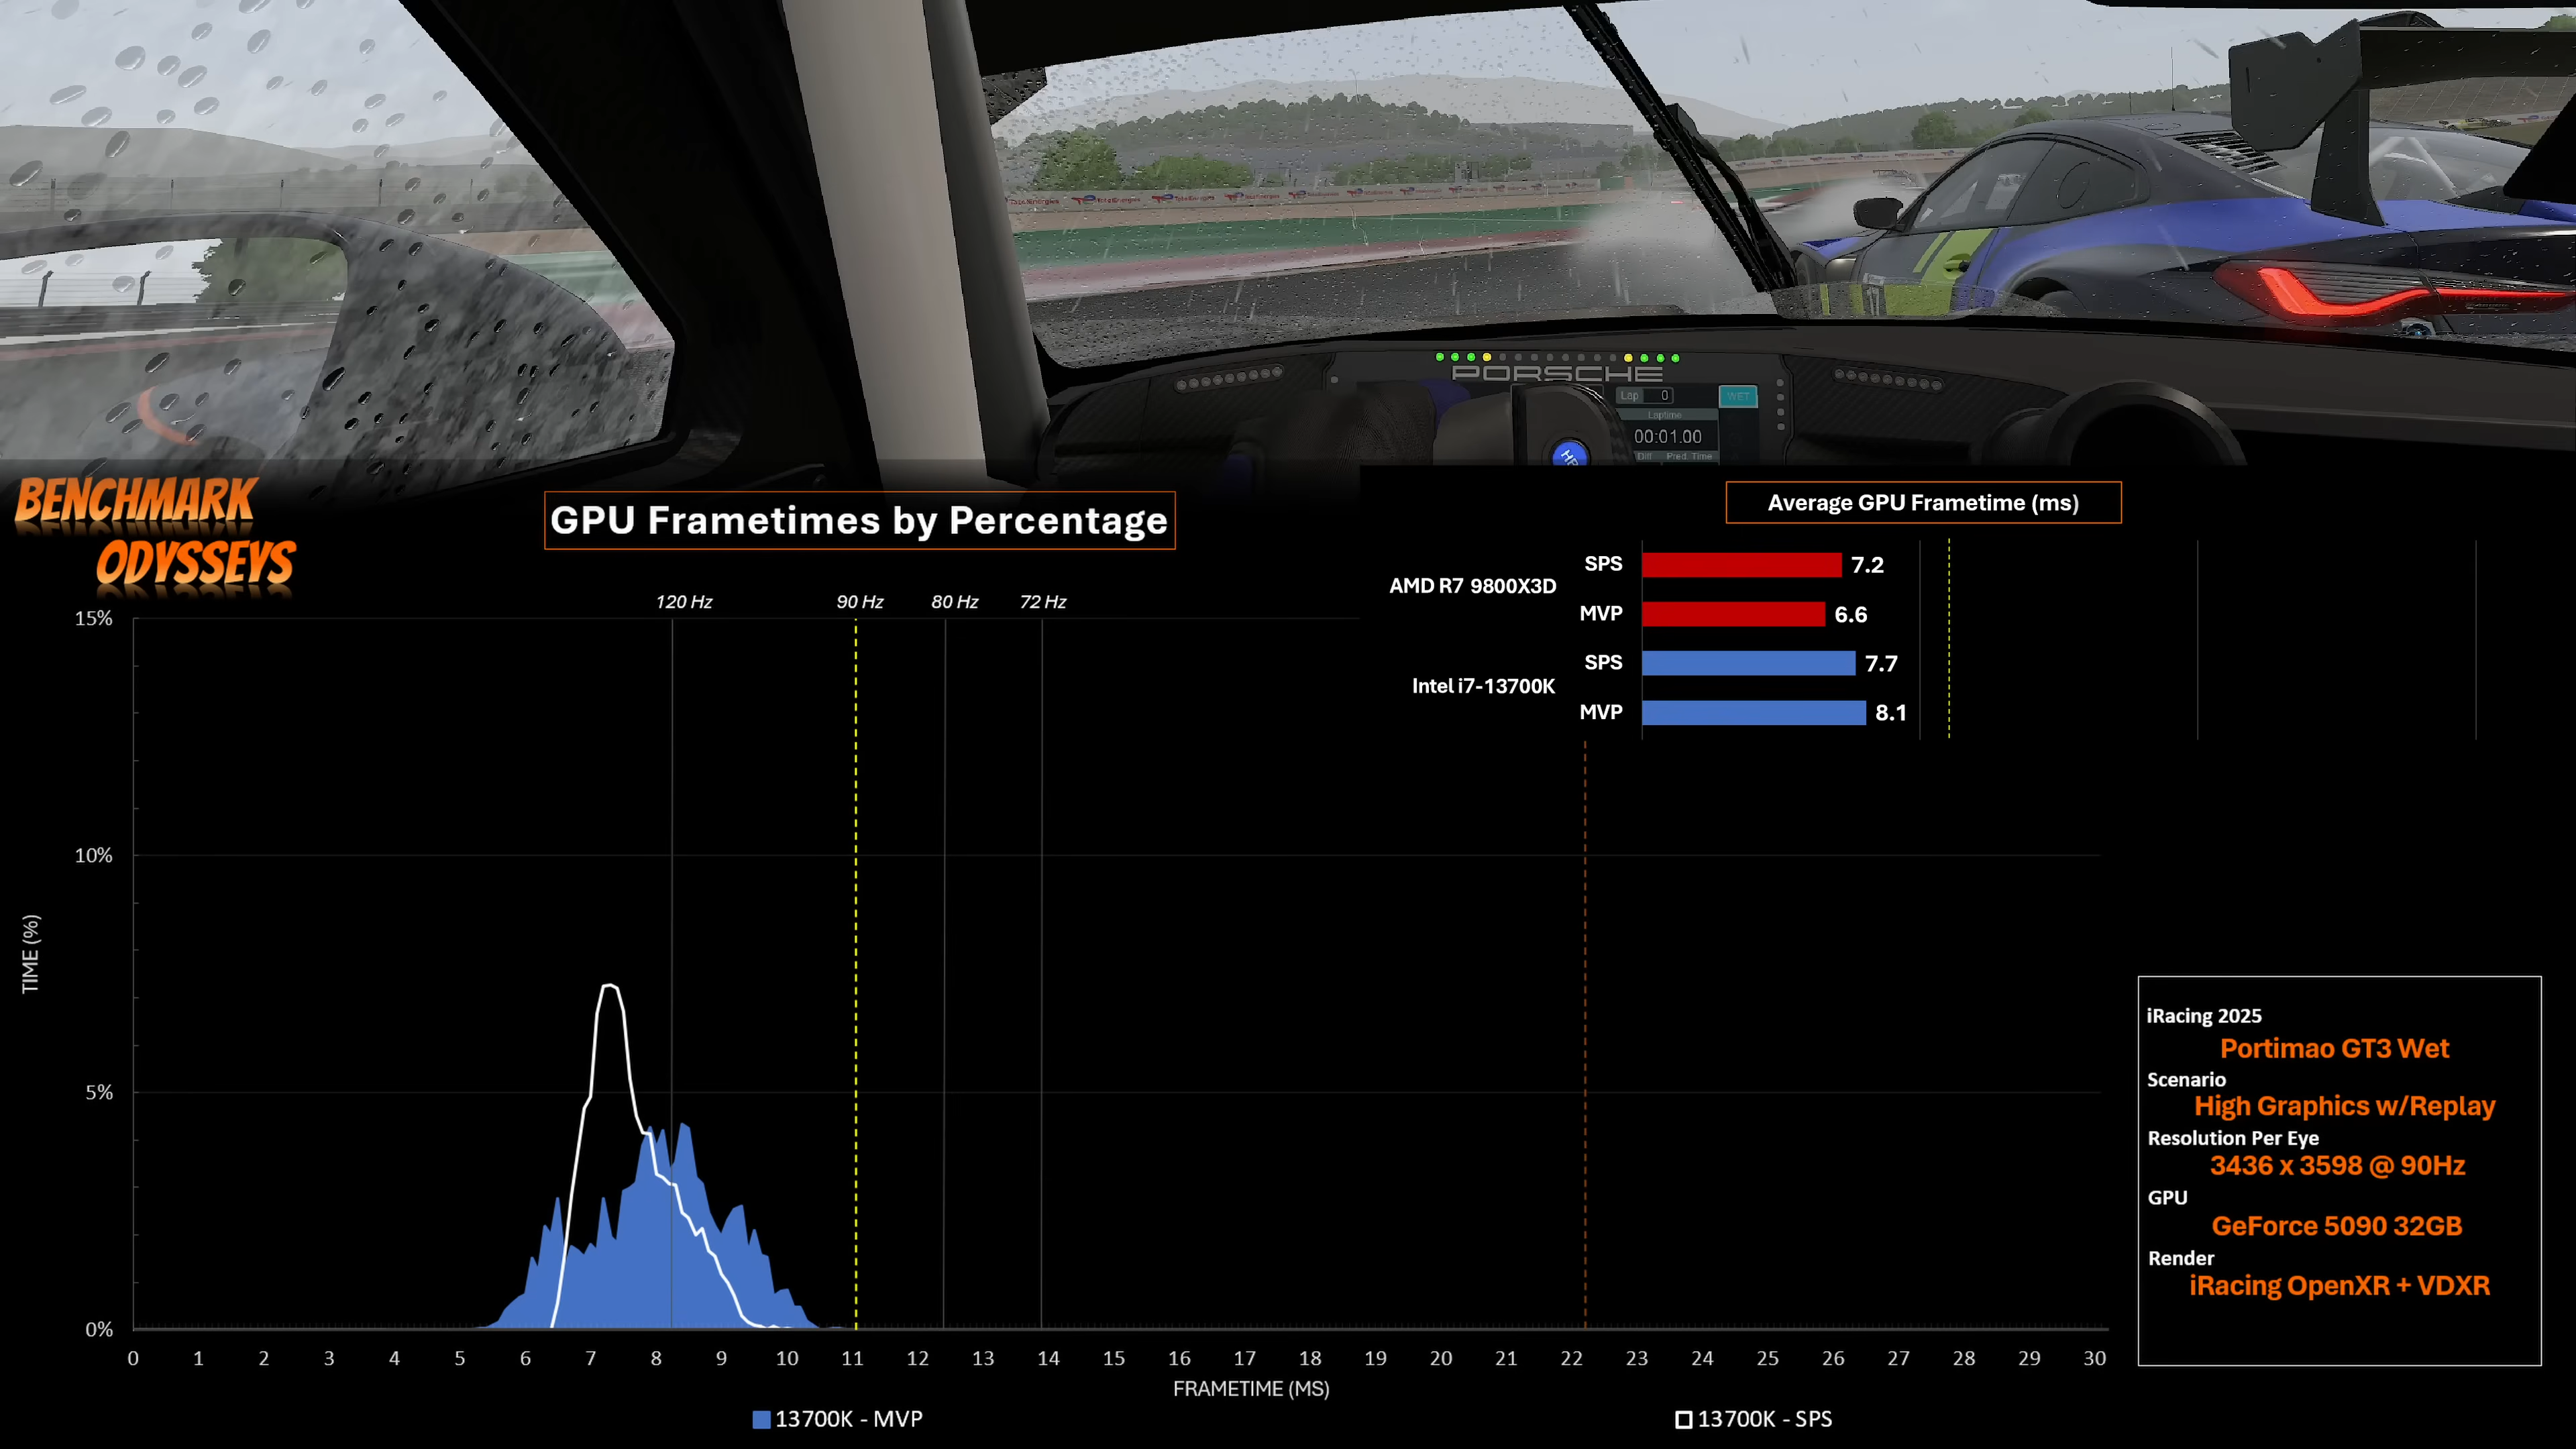 PORSCHE
Lap 0
WET
Laptime
00:01.00
Diff Pred. Time
BENCHMARK
ODYSSEYS
GPU Frametimes by Percentage
120 Hz 90 Hz 80 Hz 72 Hz
15%
10%
5%
0%
TIME (%)
0 1 2 3 4 5 6 7 8 9 10 11 12 13 14 15 16 17 18 19 20 21 22 23 24 25 26 27 28 29 30
FRAMETIME (MS)
13700K - MVP
13700K - SPS
Average GPU Frametime (ms)
AMD R7 9800X3D
SPS 7.2
MVP 6.6
Intel i7-13700K
SPS 7.7
MVP 8.1
iRacing 2025
Portimao GT3 Wet
Scenario
High Graphics w/Replay
Resolution Per Eye
3436 x 3598 @ 90Hz
GPU
GeForce 5090 32GB
Render
iRacing OpenXR + VDXR